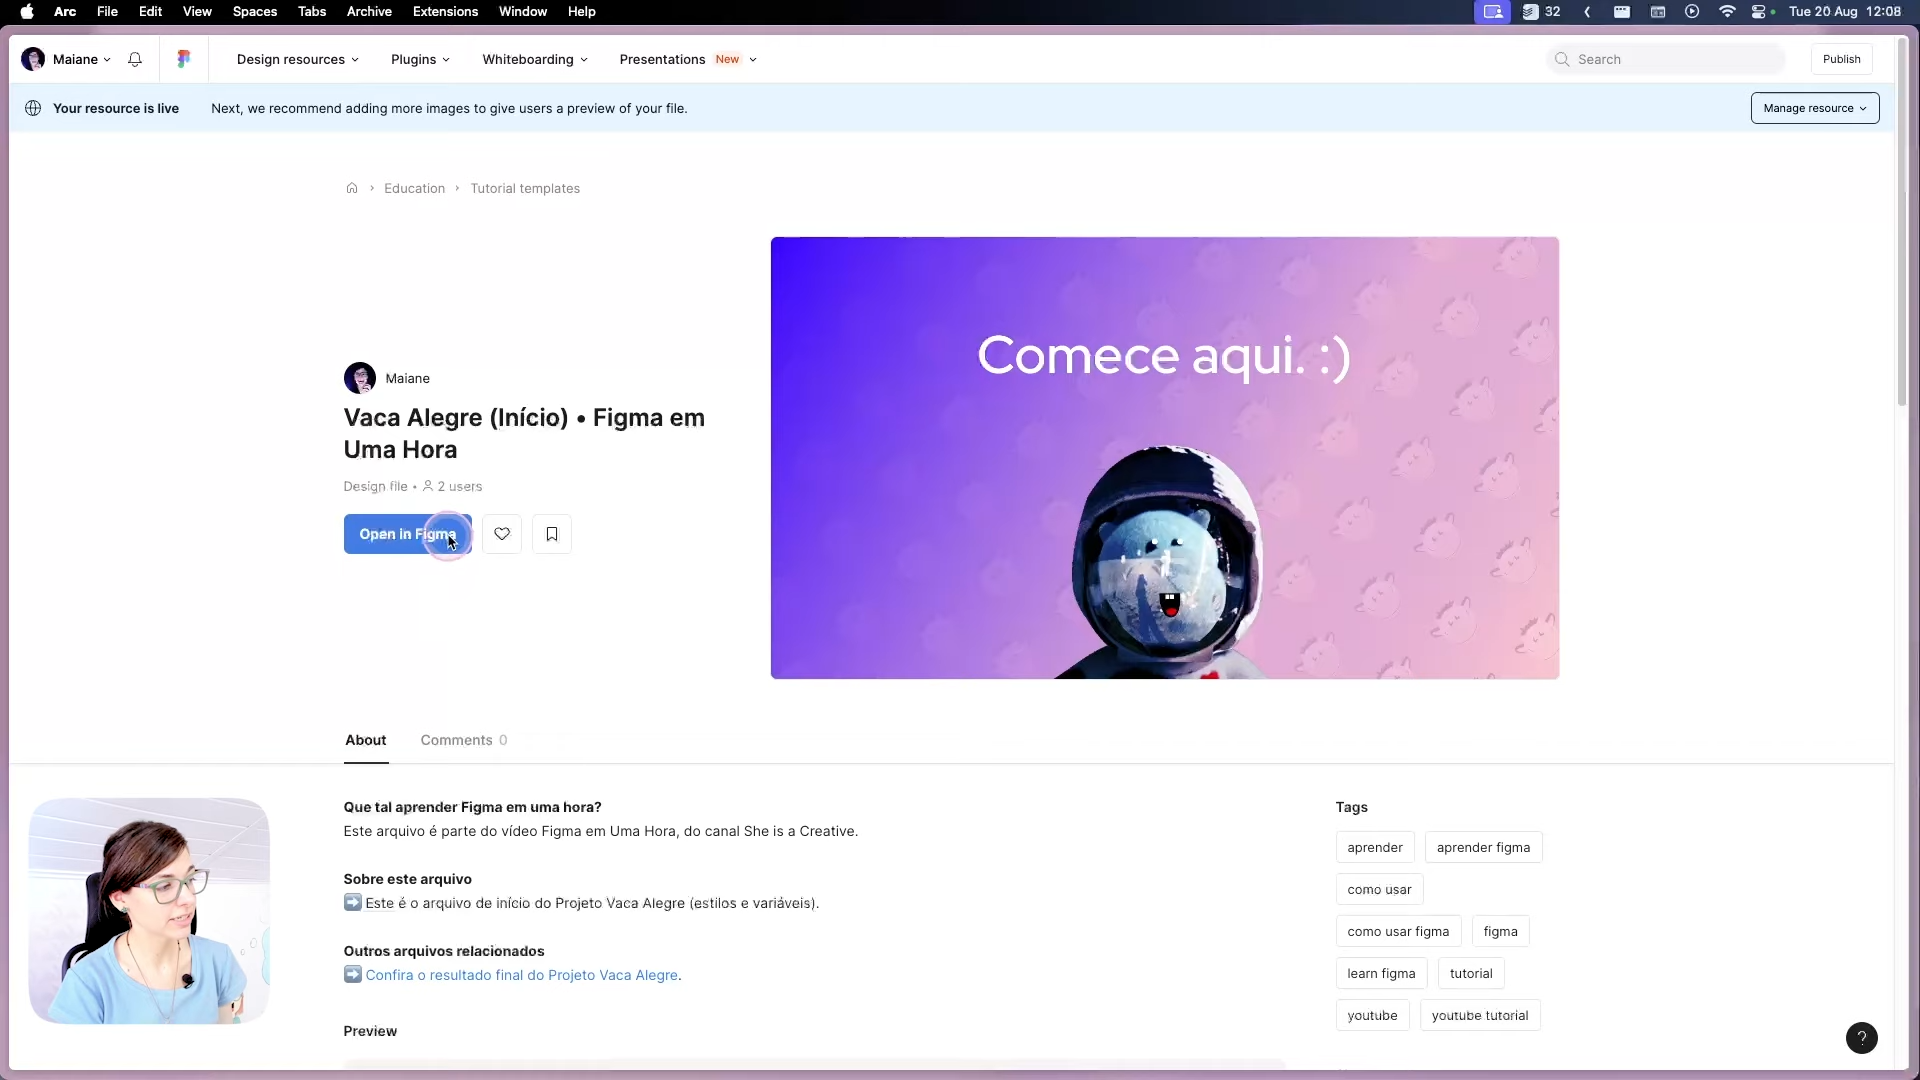 Arc File Edit View Spaces Tabs Archive Extensions Window Help 32 Tue 20 Aug 12:08
Maiane Design resources Plugins Whiteboarding Presentations New Search Publish
Your resource is live Next, we recommend adding more images to give users a preview of your file. Manage resource
Education Tutorial templates
Comece aqui. :)
Maiane
Vaca Alegre (Início) • Figma em
Uma Hora
Design file • 2 users
Open in Figma
About Comments 0
Que tal aprender Figma em uma hora?
Este arquivo é parte do vídeo Figma em Uma Hora, do canal She is a Creative.
Sobre este arquivo
➡️ Este é o arquivo de início do Projeto Vaca Alegre (estilos e variáveis).
Outros arquivos relacionados
➡️ Confira o resultado final do Projeto Vaca Alegre.
Preview
Tags
aprender aprender figma
como usar
como usar figma figma
learn figma tutorial
youtube youtube tutorial
?